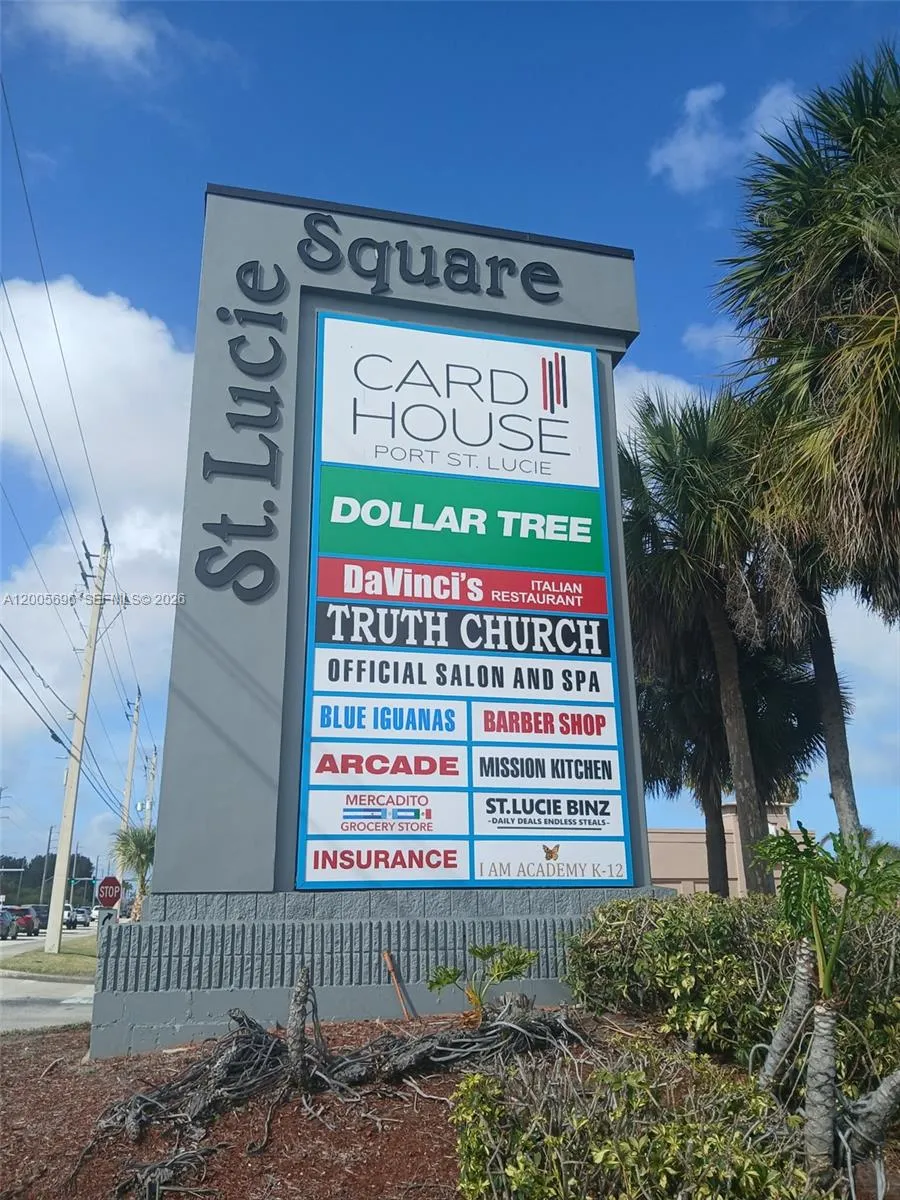 St. Lucie
Square
CARD
HOUSE
PORT ST. LUCIE
DOLLAR TREE
DaVinci's ITALIAN
RESTAURANT
TRUTH CHURCH
OFFICIAL SALON AND SPA
BLUE IGUANAS
BARBER SHOP
ARCADE
MISSION KITCHEN
MERCADITO
GROCERY STORE
ST.LUCIE BINZ
-DAILY DEALS ENDLESS STEALS-
INSURANCE
I AM ACADEMY K-12
STOP
A12005695 *SEFMLS© 2026